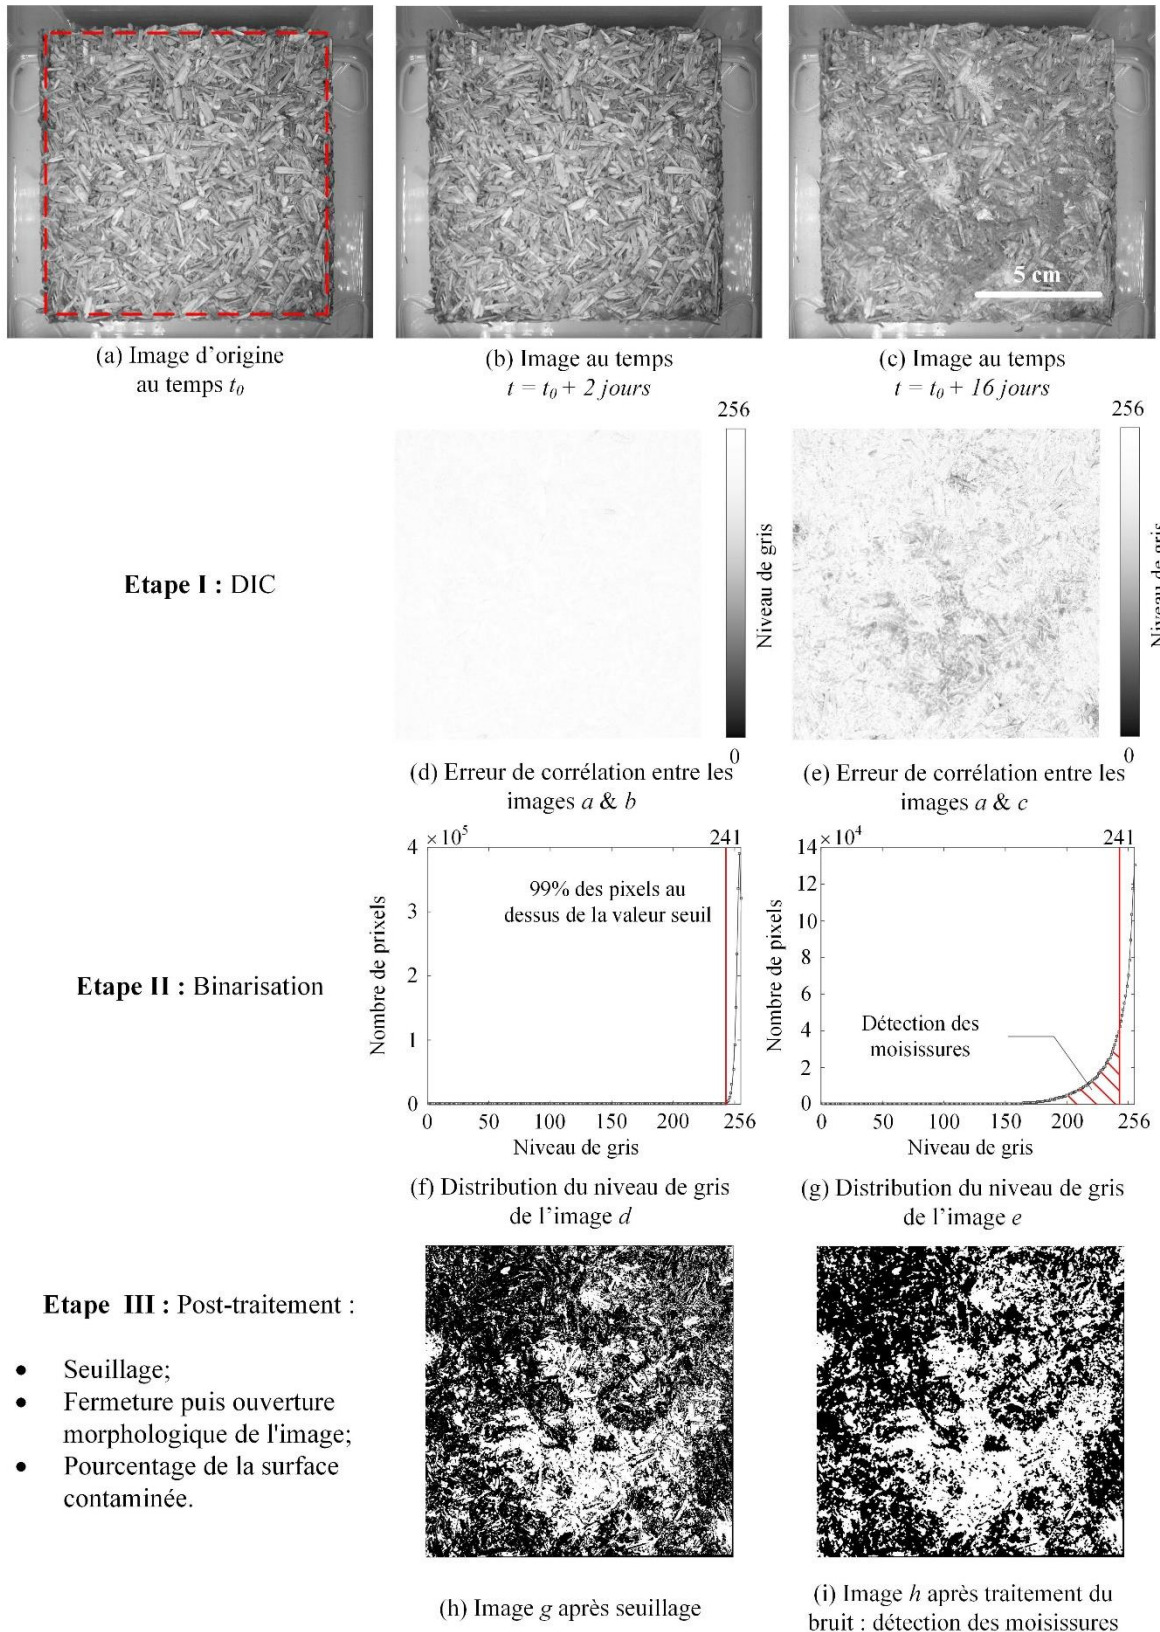 5 cm
(a) Image d'origine
au temps t0
(b) Image au temps
t = t0 + 2 jours
(c) Image au temps
t = t0 + 16 jours
256
256
Etape I : DIC
Niveau de gris
Niveau de gris
0
0
(d) Erreur de corrélation entre les
images a & b
(e) Erreur de corrélation entre les
images a & c
×10^5
241
4
3
2
1
0
Nombre de prixels
99% des pixels au
dessus de la valeur seuil
0 50 100 150 200 256
Niveau de gris
×10^4
241
14
12
10
8
6
4
2
0
Nombre de pixels
Détection des
moisissures
0 50 100 150 200 256
Niveau de gris
Etape II : Binarisation
(f) Distribution du niveau de gris
de l'image d
(g) Distribution du niveau de gris
de l'image e
Etape III : Post-traitement :
• Seuillage;
• Fermeture puis ouverture
morphologique de l'image;
• Pourcentage de la surface
contaminée.
(h) Image g après seuillage
(i) Image h après traitement du
bruit : détection des moisissures